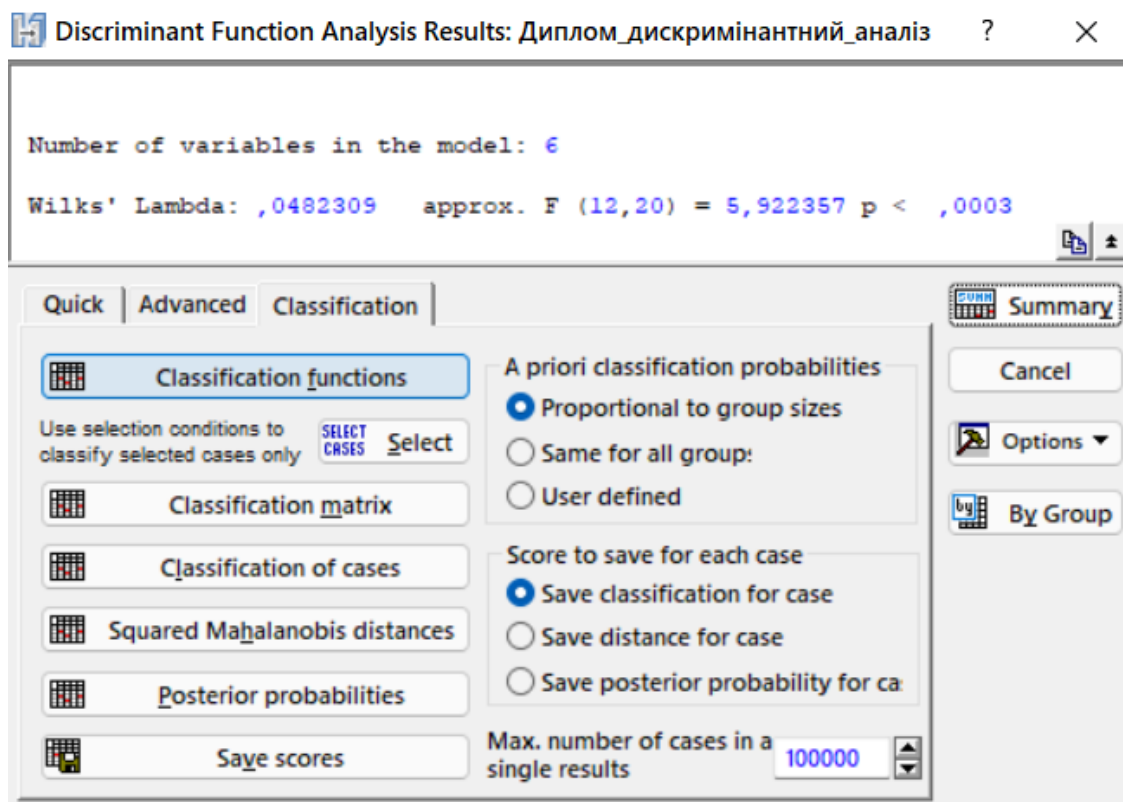 Discriminant Function Analysis Results: Диплом_дискримінантний_аналіз ? ×
Number of variables in the model: 6
Wilks' Lambda: ,0482309 approx. F (12,20) = 5,922357 p < ,0003
Quick Advanced Classification
Summary
Cancel
Options
By Group
Classification functions
Use selection conditions to
classify selected cases only
SELECT CASES Select
Classification matrix
Classification of cases
Squared Mahalanobis distances
Posterior probabilities
Save scores
A priori classification probabilities
Proportional to group sizes
Same for all groups
User defined
Score to save for each case
Save classification for case
Save distance for case
Save posterior probability for ca
Max. number of cases in a
single results
100000